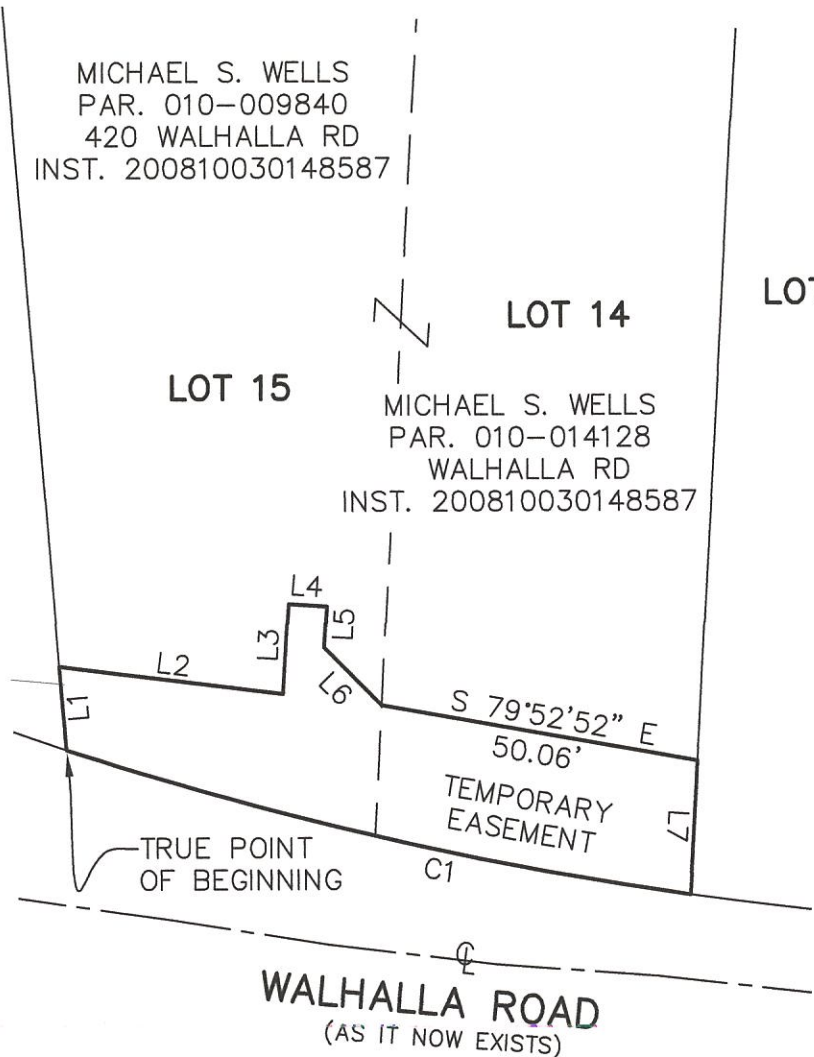 MICHAEL S. WELLS
PAR. 010-009840
420 WALHALLA RD
INST. 200810030148587
LOT 14
LOT 15
MICHAEL S. WELLS
PAR. 010-014128
WALHALLA RD
INST. 200810030148587
L4
L3
L5
L2
L6
L1
S 79°52'52" E
50.06'
TEMPORARY
EASEMENT
L7
TRUE POINT
OF BEGINNING
C1
℄
WALHALLA ROAD
(AS IT NOW EXISTS)